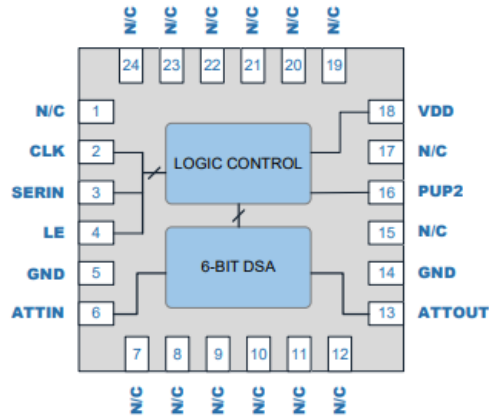 N/C N/C N/C N/C N/C N/C
24 23 22 21 20 19
N/C 1
CLK 2
SERIN 3
LE 4
GND 5
ATTIN 6
LOGIC CONTROL
6-BIT DSA
18 VDD
17 N/C
16 PUP2
15 N/C
14 GND
13 ATTOUT
7 8 9 10 11 12
N/C N/C N/C N/C N/C N/C